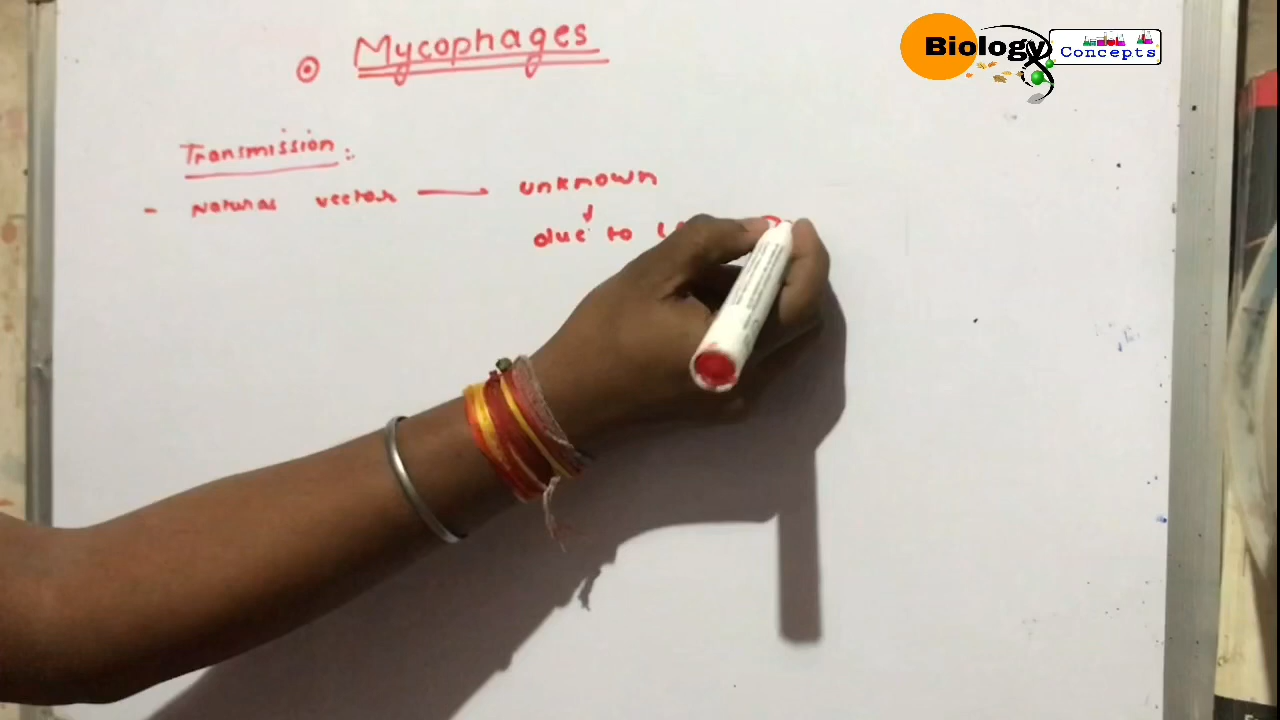 Mycophages
Biology
Concepts
Transmission :
- Natural vector — unknown
due to